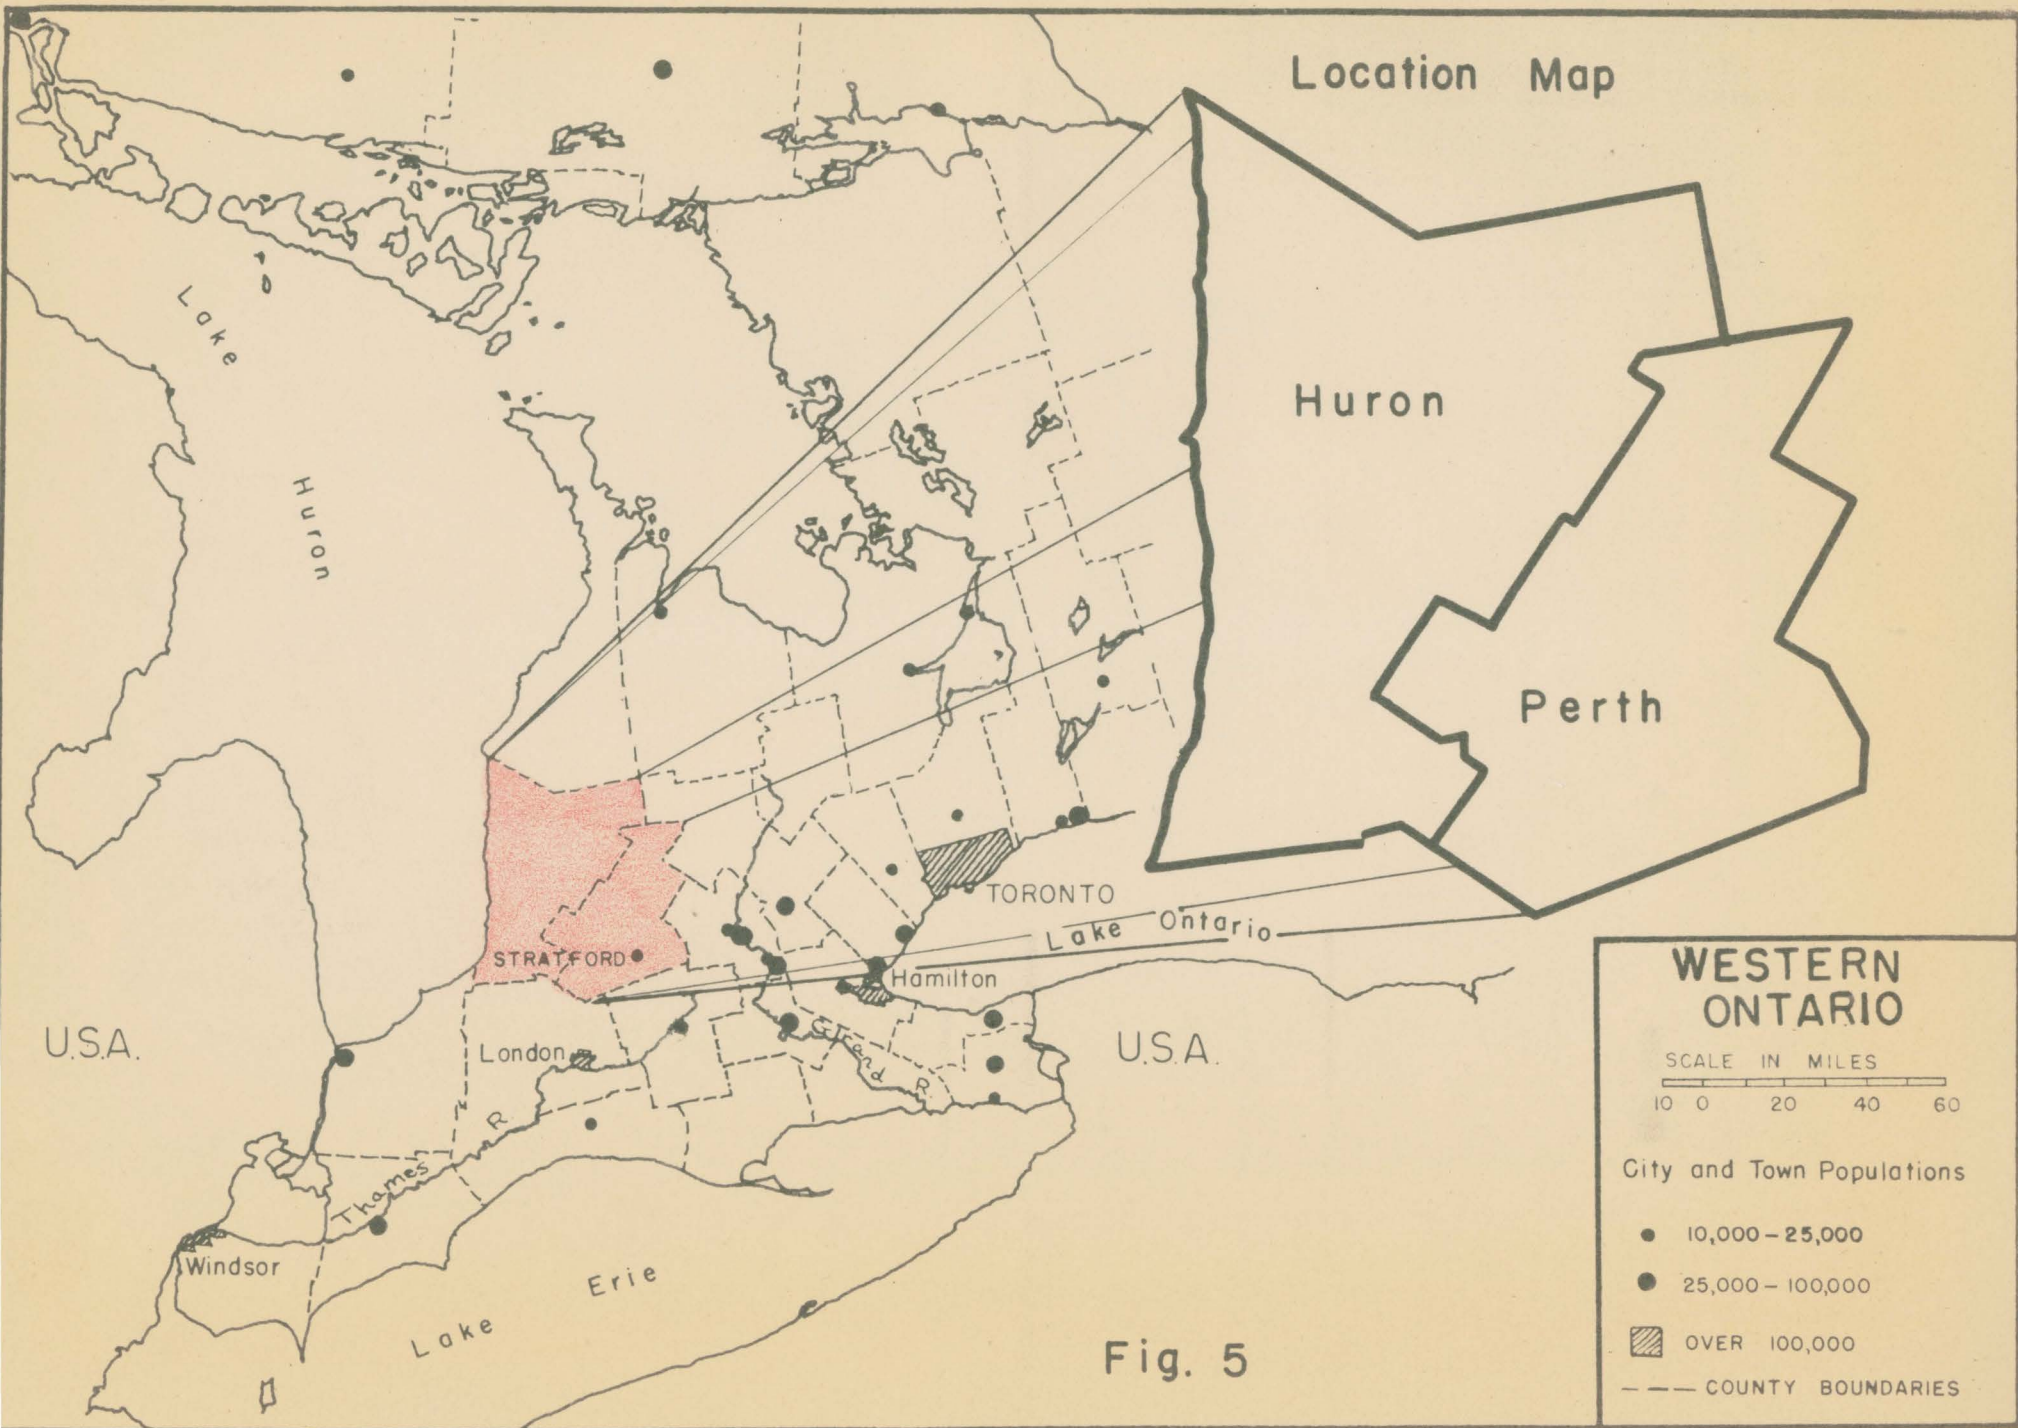 Location Map
Lake
Huron
Huron
Perth
TORONTO
Lake Ontario
STRATFORD
Hamilton
U.S.A.
U.S.A.
London
Grand R.
Thames R.
Windsor
Lake Erie
Fig. 5
WESTERN
ONTARIO
SCALE IN MILES
10 0 20 40 60
City and Town Populations
10,000 – 25,000
25,000 – 100,000
OVER 100,000
COUNTY BOUNDARIES